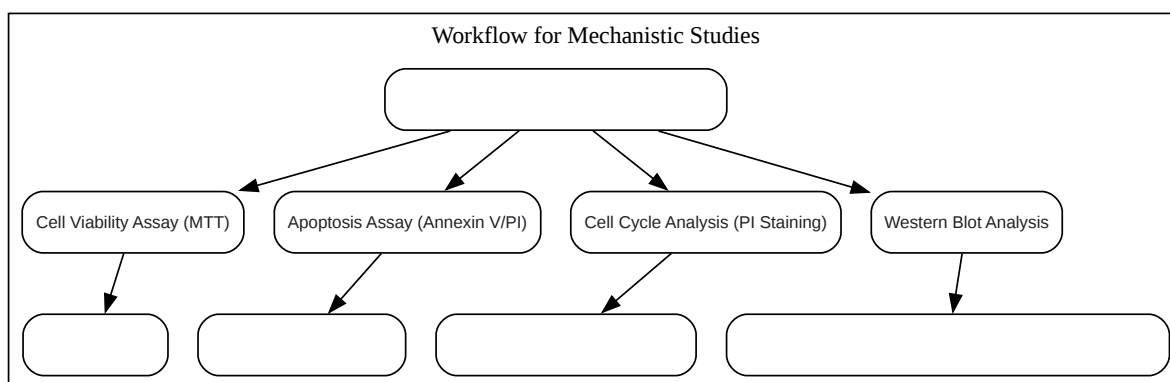 Workflow for Mechanistic Studies
Cell Viability Assay (MTT)
Apoptosis Assay (Annexin V/PI)
Cell Cycle Analysis (PI Staining)
Western Blot Analysis